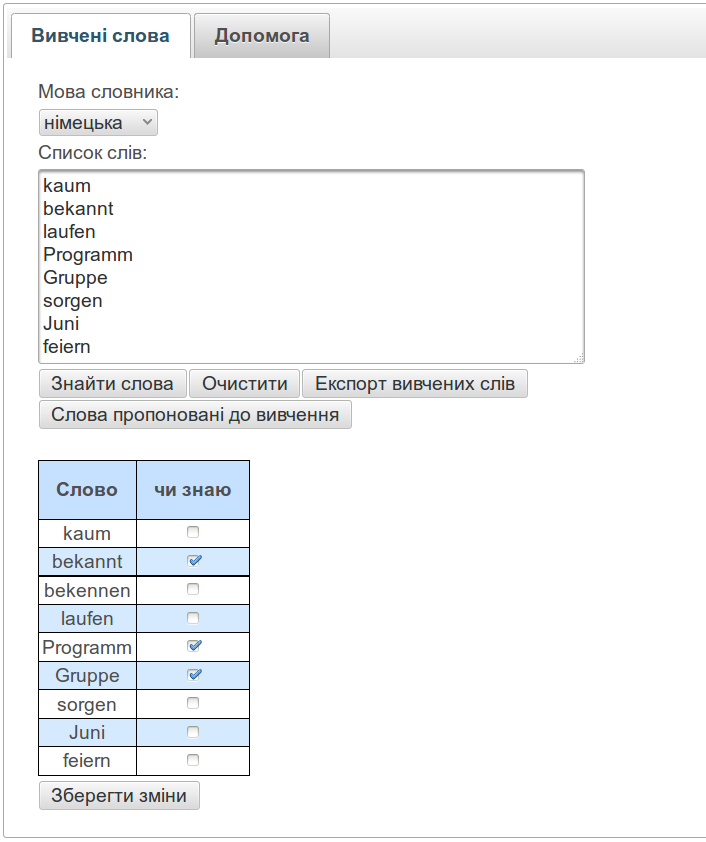 Вивчені слова Допомога
Мова словника:
німецька
Список слів:
kaum
bekannt
laufen
Programm
Gruppe
sorgen
Juni
feiern
Знайти слова Очистити Експорт вивчених слів
Слова пропоновані до вивчення
Слово чи знаю
kaum
bekannt
bekennen
laufen
Programm
Gruppe
sorgen
Juni
feiern
Зберегти зміни